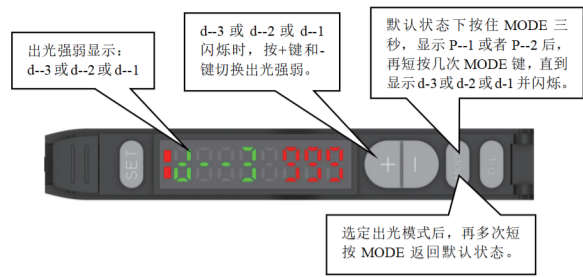 出光强弱显示：
d--3 或 d--2 或 d--1
d--3 或 d--2 或 d--1
闪烁时，按+键和-
键切换出光强弱。
默认状态下按住 MODE 三
秒，显示 P--1 或者 P--2 后，
再短按几次 MODE 键，直到
显示 d-3 或 d-2 或 d-1 并闪烁。
SET
d--3 999
+ -
选定出光模式后，再多次短
按 MODE 返回默认状态。